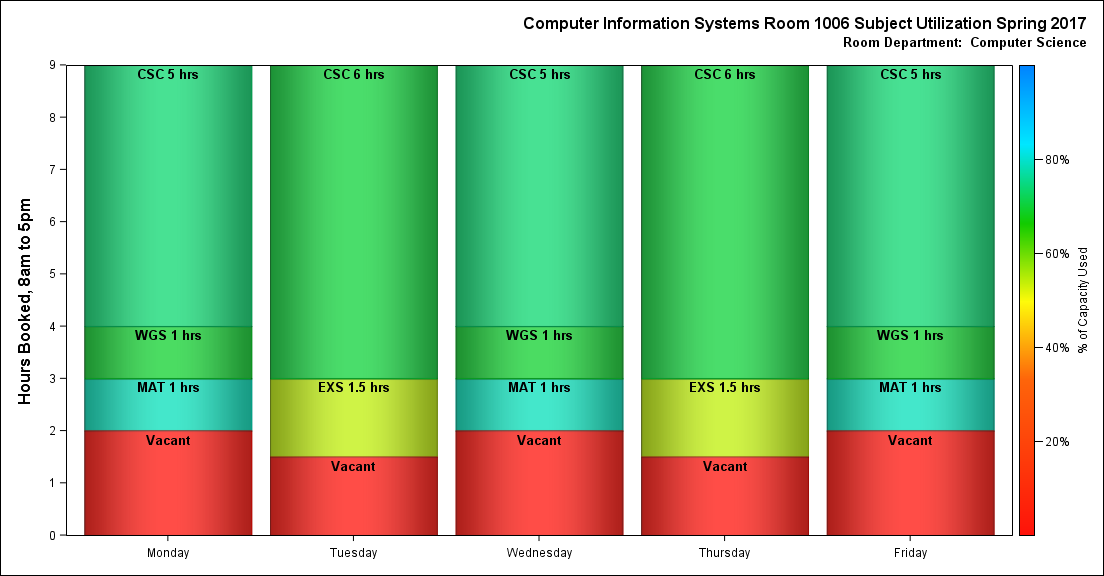 Computer Information Systems Room 1006 Subject Utilization Spring 2017
Room Department: Computer Science
Hours Booked, 8am to 5pm
9
8
7
6
5
4
3
2
1
0
CSC 5 hrs
WGS 1 hrs
MAT 1 hrs
Vacant
CSC 6 hrs
EXS 1.5 hrs
Vacant
CSC 5 hrs
WGS 1 hrs
MAT 1 hrs
Vacant
CSC 6 hrs
EXS 1.5 hrs
Vacant
CSC 5 hrs
WGS 1 hrs
MAT 1 hrs
Vacant
Monday
Tuesday
Wednesday
Thursday
Friday
80%
60%
40%
20%
% of Capacity Used